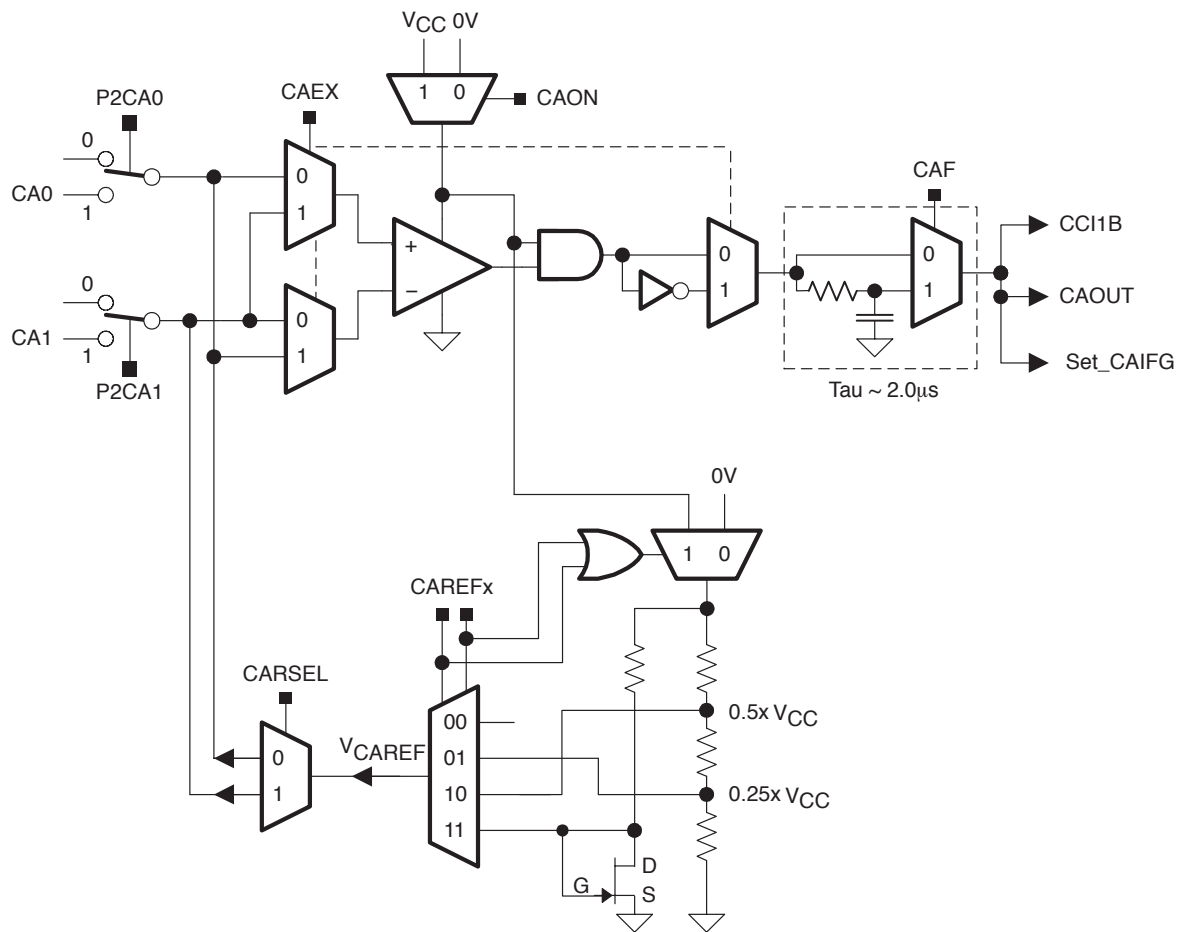 VCC 0V
1 0
CAON
P2CA0
CAEX
0
CA0
1
0
1
+
−
0
CA1
1
P2CA1
0
1
0
1
CAF
0
1
CCI1B
CAOUT
Set_CAIFG
Tau ~ 2.0μs
0V
1 0
CAREFx
CARSEL
0
1
VCAREF
00
01
10
11
0.5x VCC
0.25x VCC
D
G
S